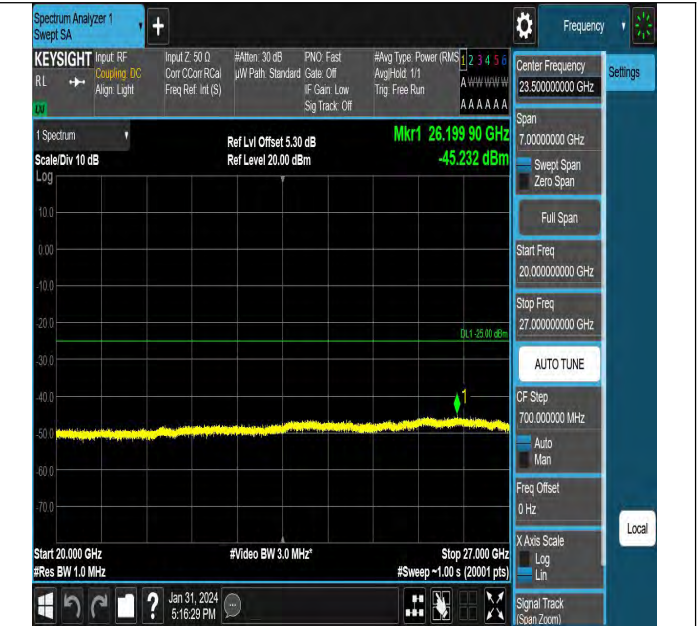 Spectrum Analyzer 1
Swept SA
Frequency
KEYSIGHT
RL
Input: RF
Coupling: DC
Align: Light
Input Z: 50 Ω
Corr CCorr RCal
Freq Ref: Int (S)
#Atten: 30 dB
µW Path: Standard
PNO: Fast
Gate: Off
IF Gain: Low
Sig Track: Off
#Avg Type: Power (RMS
Avg|Hold: 1/1
Trig: Free Run
1 2 3 4 5 6
A W W W W W
A A A A A A
1 Spectrum
Scale/Div 10 dB
Ref Lvl Offset 5.30 dB
Ref Level 20.00 dBm
Mkr1 26.199 90 GHz
-45.232 dBm
Log
10.0
0.00
-10.0
-20.0
-30.0
-40.0
-50.0
-60.0
-70.0
DL1 -25.00 dBm
1
Start 20.000 GHz
#Res BW 1.0 MHz
#Video BW 3.0 MHz*
Stop 27.000 GHz
#Sweep ~1.00 s (20001 pts)
Jan 31, 2024
5:16:29 PM
Center Frequency
23.500000000 GHz
Settings
Span
7.00000000 GHz
Swept Span
Zero Span
Full Span
Start Freq
20.000000000 GHz
Stop Freq
27.000000000 GHz
AUTO TUNE
CF Step
700.000000 MHz
Auto
Man
Freq Offset
0 Hz
X Axis Scale
Log
Lin
Local
Signal Track
(Span Zoom)